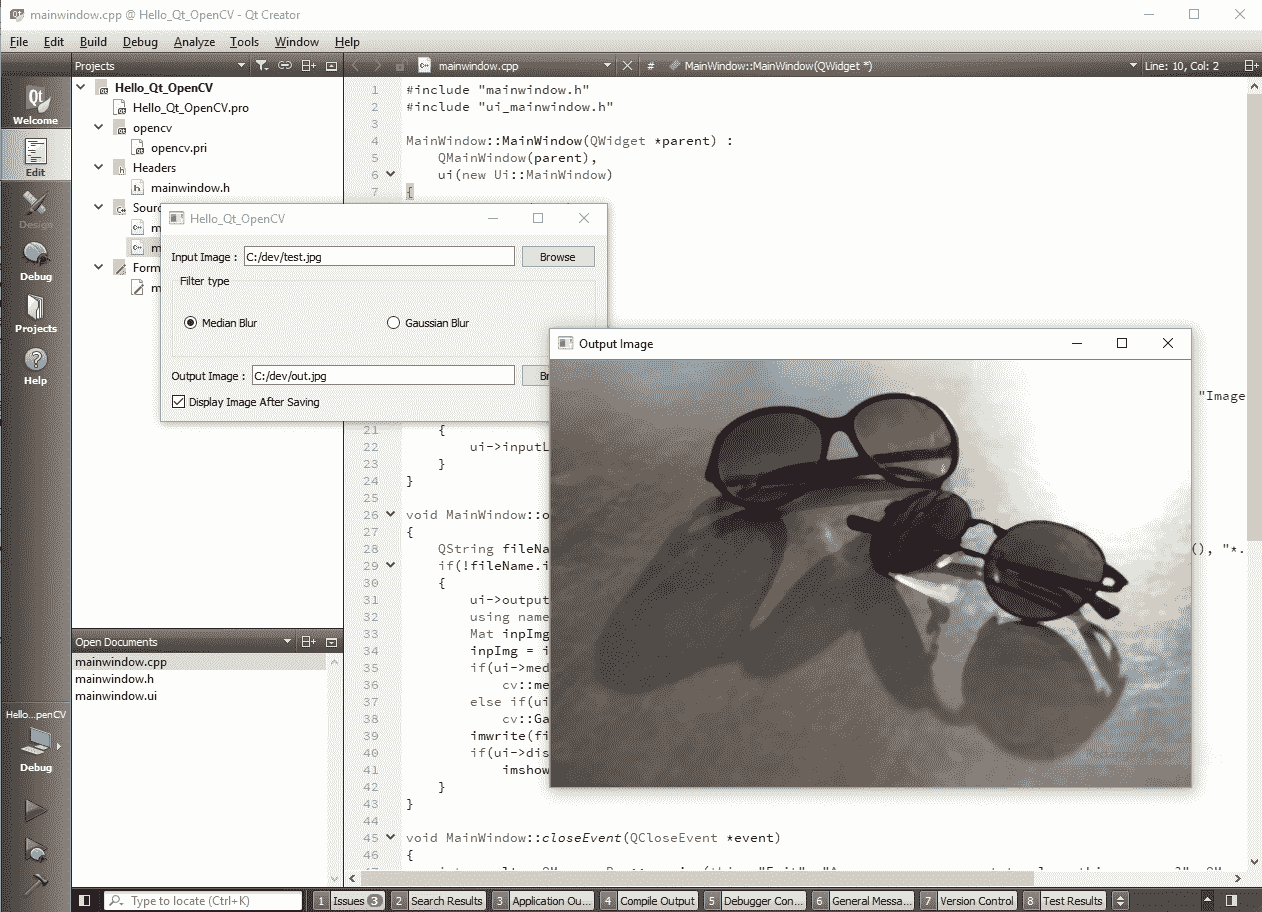 mainwindow.cpp @ Hello_Qt_OpenCV - Qt Creator
File Edit Build Debug Analyze Tools Window Help
Projects
mainwindow.cpp
# MainWindow::MainWindow(QWidget *)
Line: 10, Col: 2
Welcome
Edit
Design
Debug
Projects
Help
Hello_Qt_OpenCV
Hello_Qt_OpenCV.pro
opencv
opencv.pri
Headers
mainwindow.h
Sourc
m
m
Form
m
1 #include "mainwindow.h"
2 #include "ui_mainwindow.h"
3
4 MainWindow::MainWindow(QWidget *parent) :
5 QMainWindow(parent),
6 ui(new Ui::MainWindow)
7 {
Hello_Qt_OpenCV
Input Image : C:/dev/test.jpg Browse
Filter type
Median Blur Gaussian Blur
Output Image : C:/dev/out.jpg Br
Display Image After Saving
Output Image
"Image
21 {
22 ui->inputL
23 }
24 }
25
26 void MainWindow::o
27 {
28 QString fileNa
(), "*.
29 if(!fileName.i
30 {
31 ui->output
32 using name
33 Mat inpImg
34 inpImg = i
35 if(ui->med
36 cv::me
37 else if(ui
38 cv::Ga
39 imwrite(fi
40 if(ui->dis
41 imshow
42 }
43 }
44
45 void MainWindow::closeEvent(QCloseEvent *event)
46 {
Open Documents
mainwindow.cpp
mainwindow.h
mainwindow.ui
Hello...penCV
Debug
Type to locate (Ctrl+K)
1 Issues 3
2 Search Results
3 Application Ou...
4 Compile Output
5 Debugger Con...
6 General Messa...
7 Version Control
8 Test Results